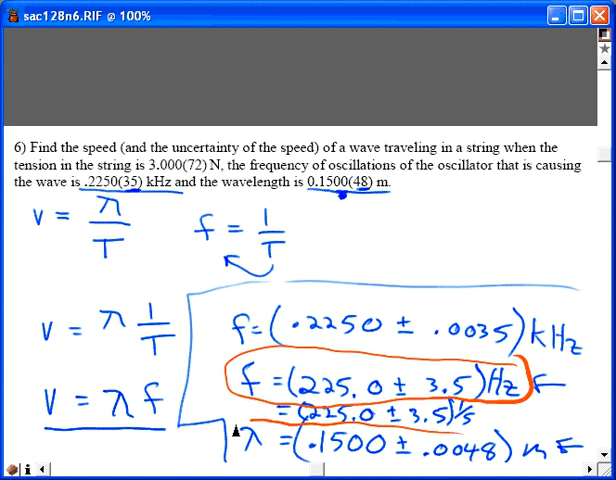 sac128n6.RIF @ 100%
6) Find the speed (and the uncertainty of the speed) of a wave traveling in a string when the
tension in the string is 3.000(72) N, the frequency of oscillations of the oscillator that is causing
the wave is .2250(35) kHz and the wavelength is 0.1500(48) m.
v = λ/T f = 1/T
v = λ 1/T f=(.2250 ± .0035)kHz
f=(225.0 ± 3.5)Hz
v = λ f =(225.0 ± 3.5)1/s
λ =(.1500 ± .0048) m